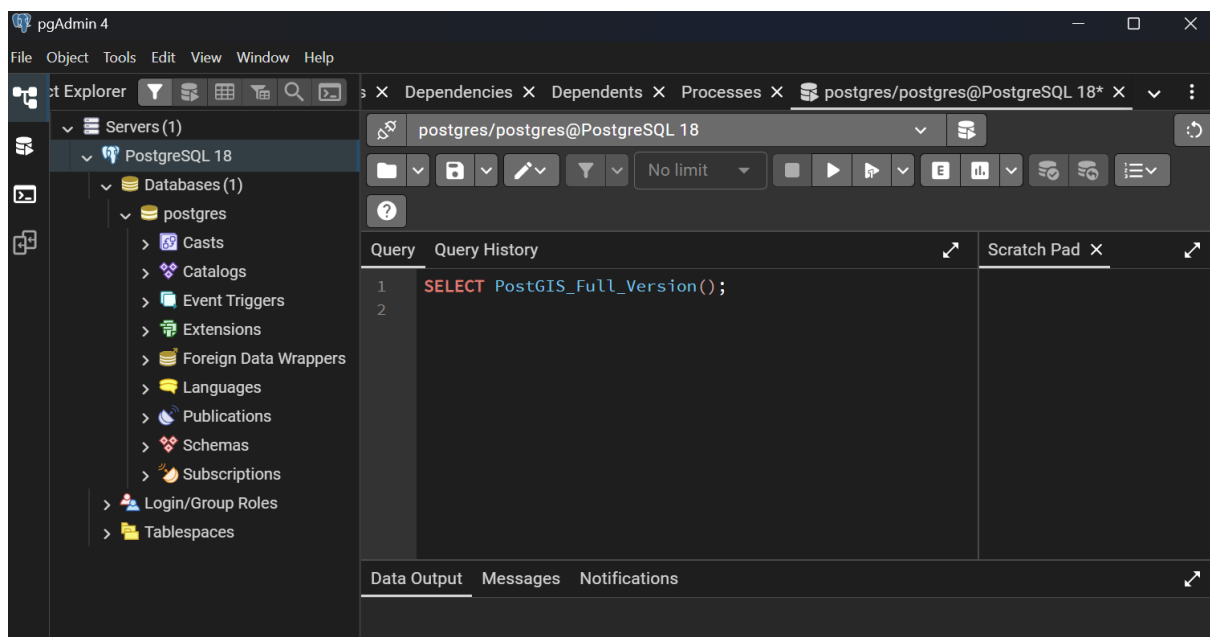 pgAdmin 4
File Object Tools Edit View Window Help
ct Explorer
s Dependencies Dependents Processes postgres/postgres@PostgreSQL 18*
Servers (1)
PostgreSQL 18
Databases (1)
postgres
Casts
Catalogs
Event Triggers
Extensions
Foreign Data Wrappers
Languages
Publications
Schemas
Subscriptions
Login/Group Roles
Tablespaces
postgres/postgres@PostgreSQL 18
No limit
E
Query Query History
Scratch Pad
1 SELECT PostGIS_Full_Version();
2
Data Output Messages Notifications